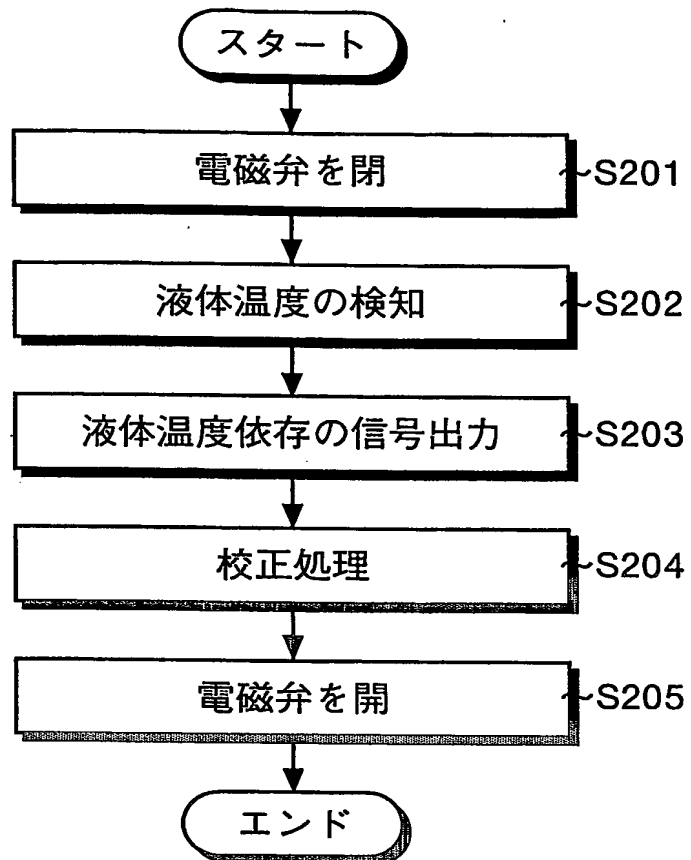 スタート
電磁弁を閉 S201
液体温度の検知 S202
液体温度依存の信号出力 S203
校正処理 S204
電磁弁を開 S205
エンド